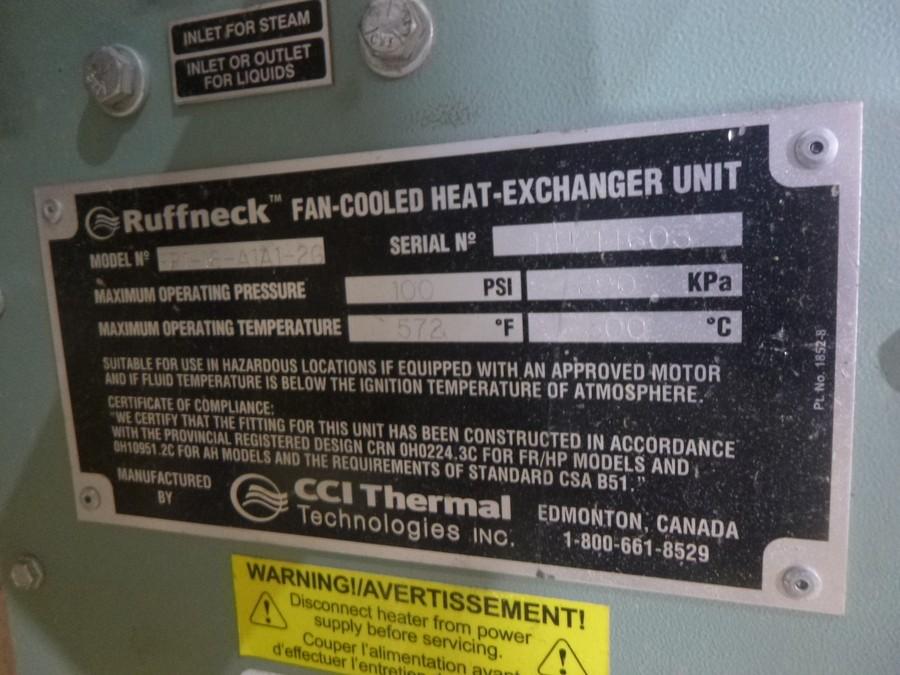 INLET FOR STEAM
INLET OR OUTLET
FOR LIQUIDS
Ruffneck™ FAN-COOLED HEAT-EXCHANGER UNIT
MODEL Nº
SERIAL Nº
MAXIMUM OPERATING PRESSURE 100 PSI KPa
MAXIMUM OPERATING TEMPERATURE 572 °F 300 °C
SUITABLE FOR USE IN HAZARDOUS LOCATIONS IF EQUIPPED WITH AN APPROVED MOTOR
AND IF FLUID TEMPERATURE IS BELOW THE IGNITION TEMPERATURE OF ATMOSPHERE.
CERTIFICATE OF COMPLIANCE:
"WE CERTIFY THAT THE FITTING FOR THIS UNIT HAS BEEN CONSTRUCTED IN ACCORDANCE
WITH THE PROVINCIAL REGISTERED DESIGN CRN 0H0224.3C FOR FR/HP MODELS AND
0H10951.2C FOR AH MODELS AND THE REQUIREMENTS OF STANDARD CSA B51."
MANUFACTURED
BY
CCI Thermal
Technologies INC.
EDMONTON, CANADA
1-800-661-8529
Pt. No. 1852-8
WARNING!/AVERTISSEMENT!
Disconnect heater from power
supply before servicing.
Couper l'alimentation avant
d'effectuer l'entretien